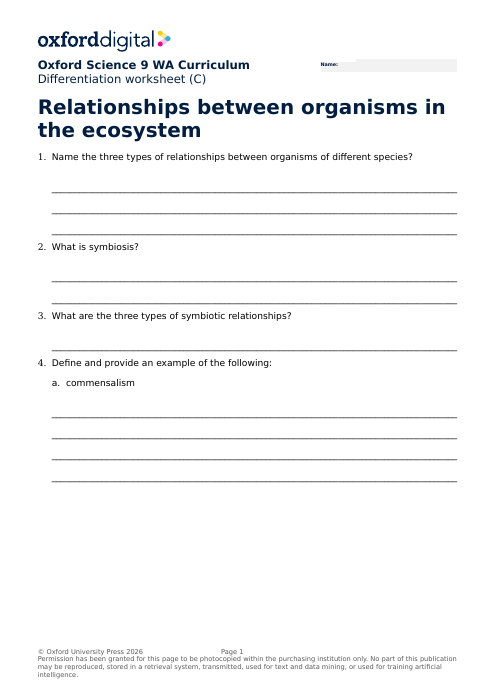 oxforddigital
Oxford Science 9 WA Curriculum
Name:
Differentiation worksheet (C)
Relationships between organisms in
the ecosystem
1. Name the three types of relationships between organisms of different species?
2. What is symbiosis?
3. What are the three types of symbiotic relationships?
4. Define and provide an example of the following:
a. commensalism
© Oxford University Press 2026 Page 1
Permission has been granted for this page to be photocopied within the purchasing institution only. No part of this publication
may be reproduced, stored in a retrieval system, transmitted, used for text and data mining, or used for training artificial
intelligence.